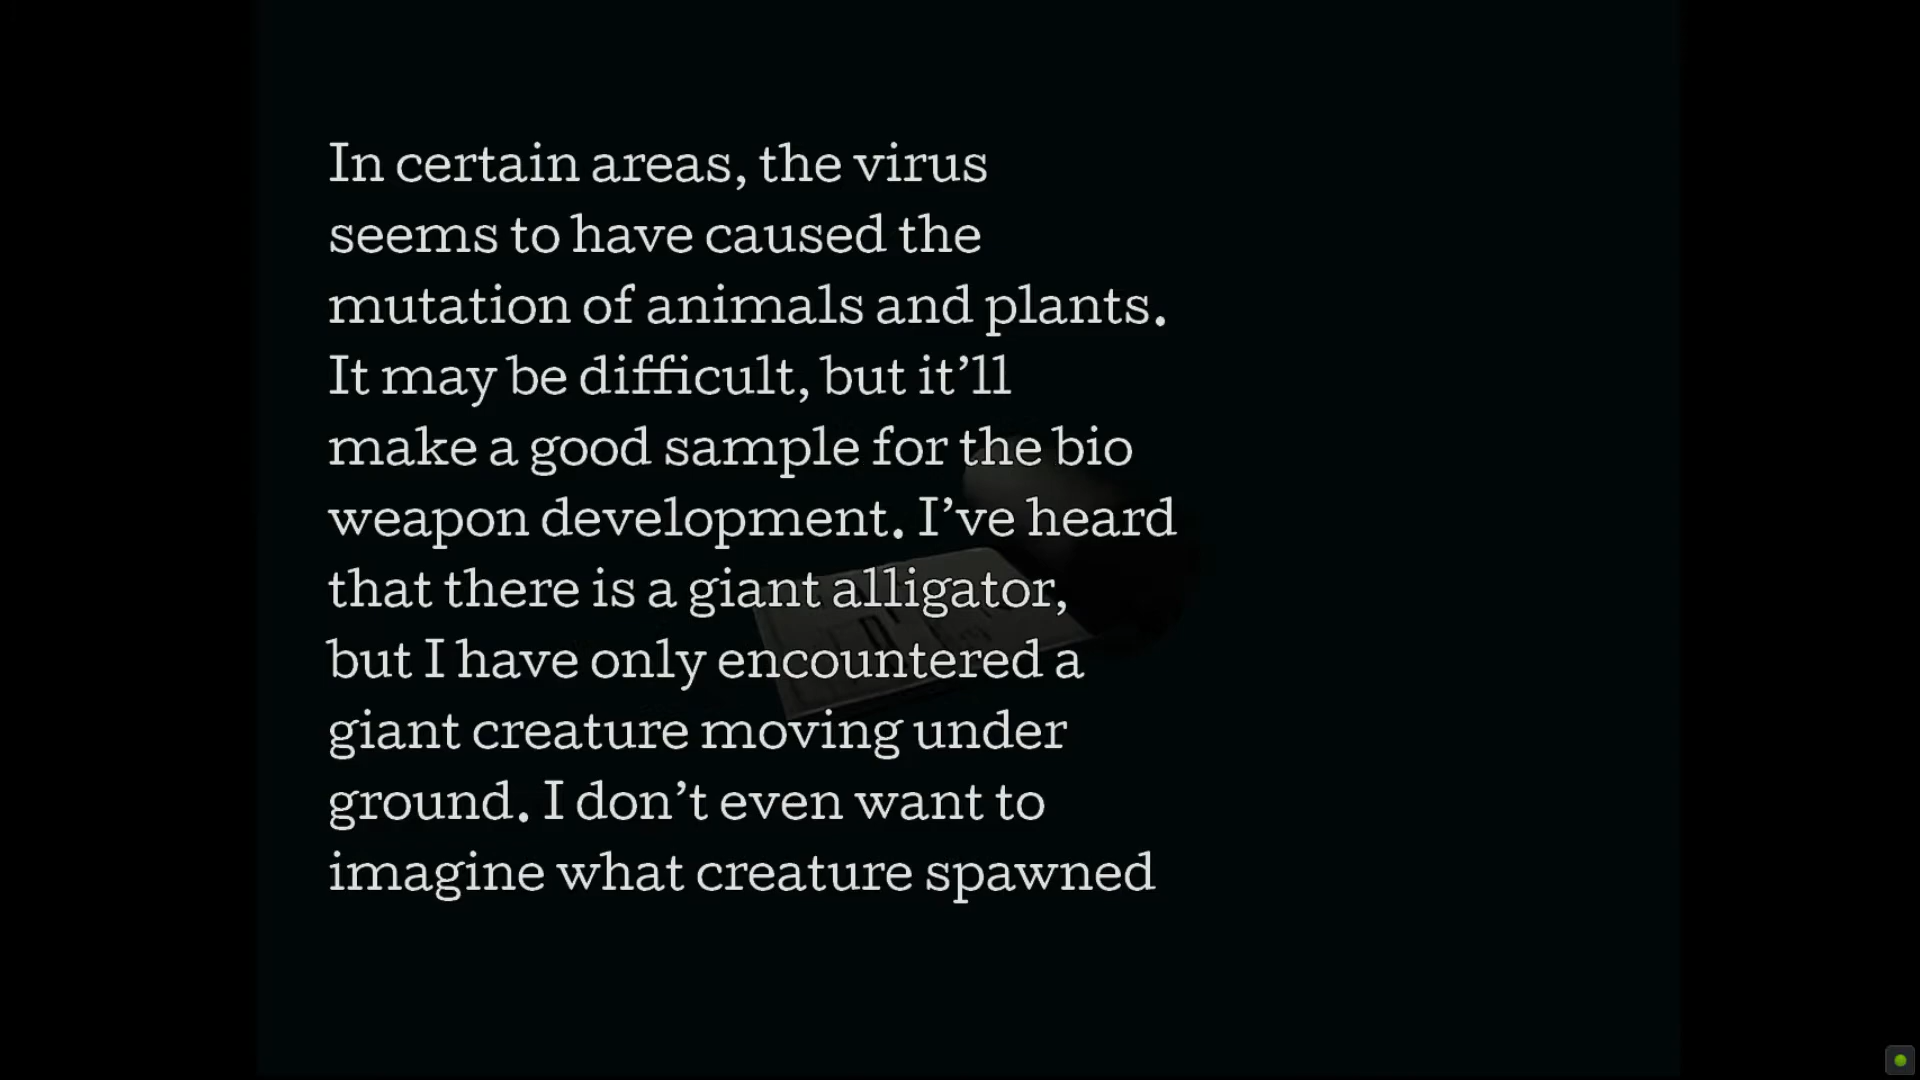 In certain areas, the virus
seems to have caused the
mutation of animals and plants.
It may be difficult, but it’ll
make a good sample for the bio
weapon development. I’ve heard
that there is a giant alligator,
but I have only encountered a
giant creature moving under
ground. I don’t even want to
imagine what creature spawned